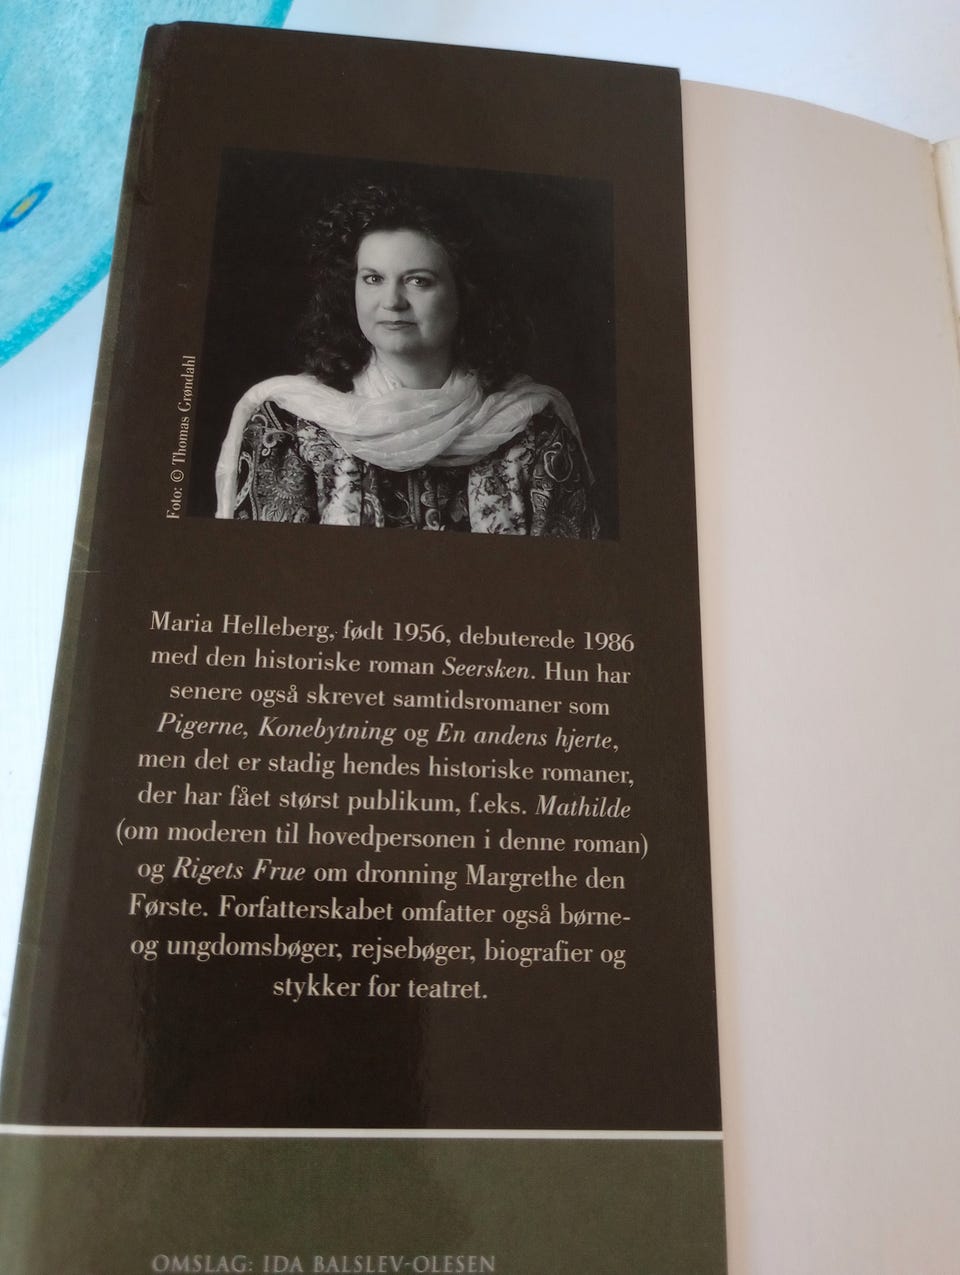 Foto: © Thomas Grøndahl
Maria Helleberg, født 1956, debuterede 1986
med den historiske roman Seersken. Hun har
senere også skrevet samtidsromaner som
Pigerne, Konebytning og En andens hjerte,
men det er stadig hendes historiske romaner,
der har fået størst publikum, f.eks. Mathilde
(om moderen til hovedpersonen i denne roman)
og Rigets Frue om dronning Margrethe den
Første. Forfatterskabet omfatter også børne-
og ungdomsbøger, rejsebøger, biografier og
stykker for teatret.
OMSLAG: IDA BALSLEV-OLESEN